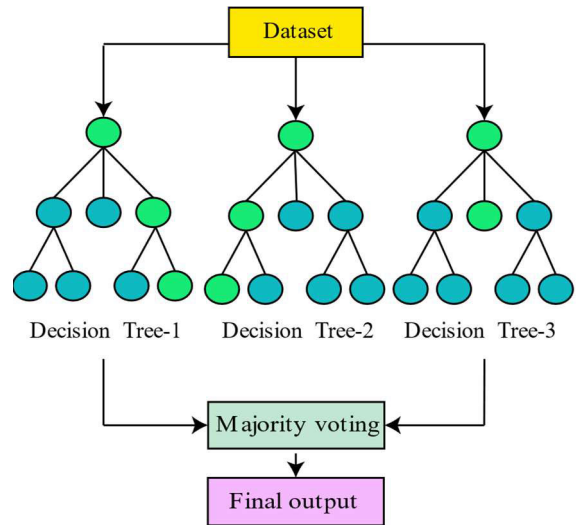 Dataset
Decision Tree-1
Decision Tree-2
Decision Tree-3
Majority voting
Final output